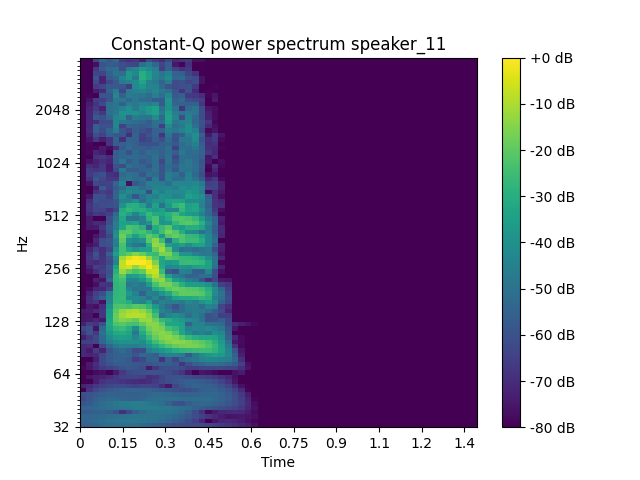 Constant-Q power spectrum speaker_11
+0 dB
2048
-10 dB
1024
-20 dB
512
-30 dB
Hz
-40 dB
256
-50 dB
128
-60 dB
64
-70 dB
32
-80 dB
0 0.15 0.3 0.45 0.6 0.75 0.9 1.1 1.2 1.4
Time